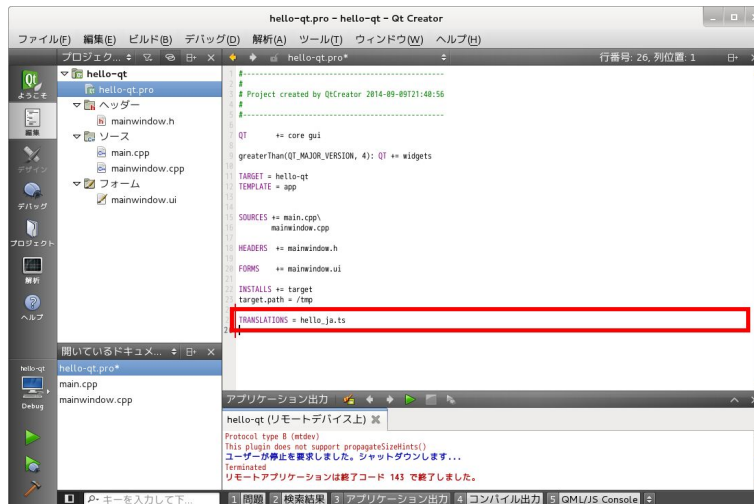 hello-qt.pro - hello-qt - Qt Creator
ファイル(F) 編集(E) ビルド(B) デバッグ(D) 解析(A) ツール(T) ウィンドウ(W) ヘルプ(H)
プロジェク... hello-qt.pro* 行番号: 26, 列位置: 1
ようこそ
編集
デザイン
デバッグ
プロジェクト
解析
ヘルプ
hello-qt
Debug
hello-qt
hello-qt.pro
ヘッダー
mainwindow.h
ソース
main.cpp
mainwindow.cpp
フォーム
mainwindow.ui
開いているドキュメ...
hello-qt.pro*
main.cpp
mainwindow.cpp
#-------------------------------------------------
#
# Project created by QtCreator 2014-09-09T21:40:56
#
#-------------------------------------------------
QT += core gui
greaterThan(QT_MAJOR_VERSION, 4): QT += widgets
TARGET = hello-qt
TEMPLATE = app
SOURCES += main.cpp\
mainwindow.cpp
HEADERS += mainwindow.h
FORMS += mainwindow.ui
INSTALLS += target
target.path = /tmp
TRANSLATIONS = hello_ja.ts
アプリケーション出力
hello-qt (リモートデバイス上)
Protocol type B (mtdev)
This plugin does not support propagateSizeHints()
ユーザーが停止を要求しました。シャットダウンします...
Terminated
リモートアプリケーションは終了コード 143 で終了しました。
キーを入力して下... 1 問題 2 検索結果 3 アプリケーション出力 4 コンパイル出力 5 QML/JS Console